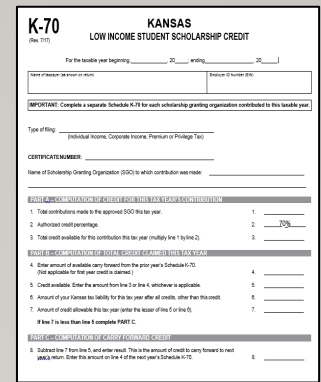 K-70
(Rev. 7/17)
KANSAS
LOW INCOME STUDENT SCHOLARSHIP CREDIT
For the taxable year beginning, ____ 20__ ; ending ____ 20__.
Name of taxpayer (as shown on return)
Employer ID Number (EIN)
IMPORTANT: Complete a separate Schedule K-70 for each scholarship granting organization contributed to this taxable year.
Type of filing:
(Individual Income, Corporate Income, Premium or Privilege Tax)
CERTIFICATE NUMBER:
Name of Scholarship Granting Organization (SGO) to which contribution was made:
PART A – COMPUTATION OF CREDIT FOR THIS TAX YEAR'S CONTRIBUTION
1. Total contributions made to the approved SGO this tax year. 1.
2. Authorized credit percentage. 2. 70%
3. Total credit available for this contribution this tax year (multiply line 1 by line 2). 3.
PART B – COMPUTATION OF TOTAL CREDIT CLAIMED THIS TAX YEAR
4. Enter amount of available carry forward from the prior year's Schedule K-70.
(Not applicable for first year credit is claimed.) 4.
5. Credit available. Enter the amount from line 3 or line 4, whichever is applicable. 5.
6. Amount of your Kansas tax liability for this tax year after all credits, other than this credit. 6.
7. Amount of credit allowable this tax year (enter the lesser of line 5 or line 6). 7.
If line 7 is less than line 5 complete PART C.
PART C – COMPUTATION OF CARRY FORWARD CREDIT
8. Subtract line 7 from line 5, and enter result. This is the amount of credit to carry forward to next
year's return. Enter this amount on line 4 of the next year's Schedule K-70. 8.